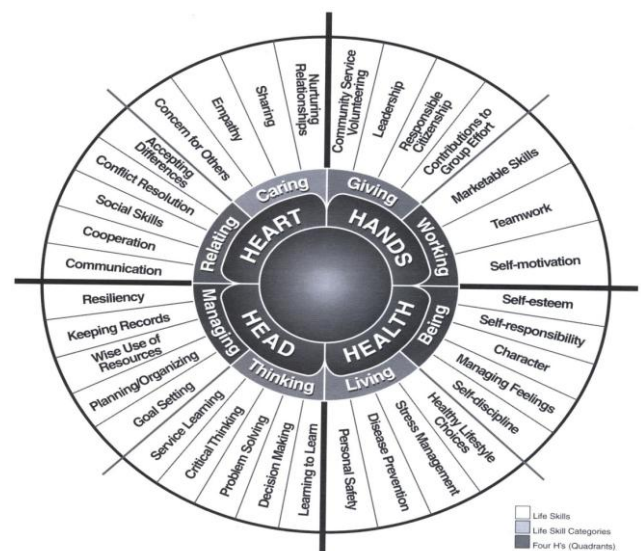 Nurturing
Relationships
Sharing
Empathy
Concern for Others
Accepting
Differences
Conflict Resolution
Social Skills
Cooperation
Communication
Community Service
Volunteering
Leadership
Responsible
Citizenship
Contributions to
Group Effort
Marketable Skills
Teamwork
Self-motivation
Caring
Relating
HEART
Giving
Working
HANDS
Managing
Thinking
HEAD
Being
Living
HEALTH
Resiliency
Keeping Records
Wise Use of
Resources
Planning/Organizing
Goal Setting
Service Learning
Critical Thinking
Problem Solving
Decision Making
Learning to Learn
Self-esteem
Self-responsibility
Character
Managing Feelings
Self-discipline
Healthy Lifestyle
Choices
Stress Management
Disease Prevention
Personal Safety
Life Skills
Life Skill Categories
Four H's (Quadrants)